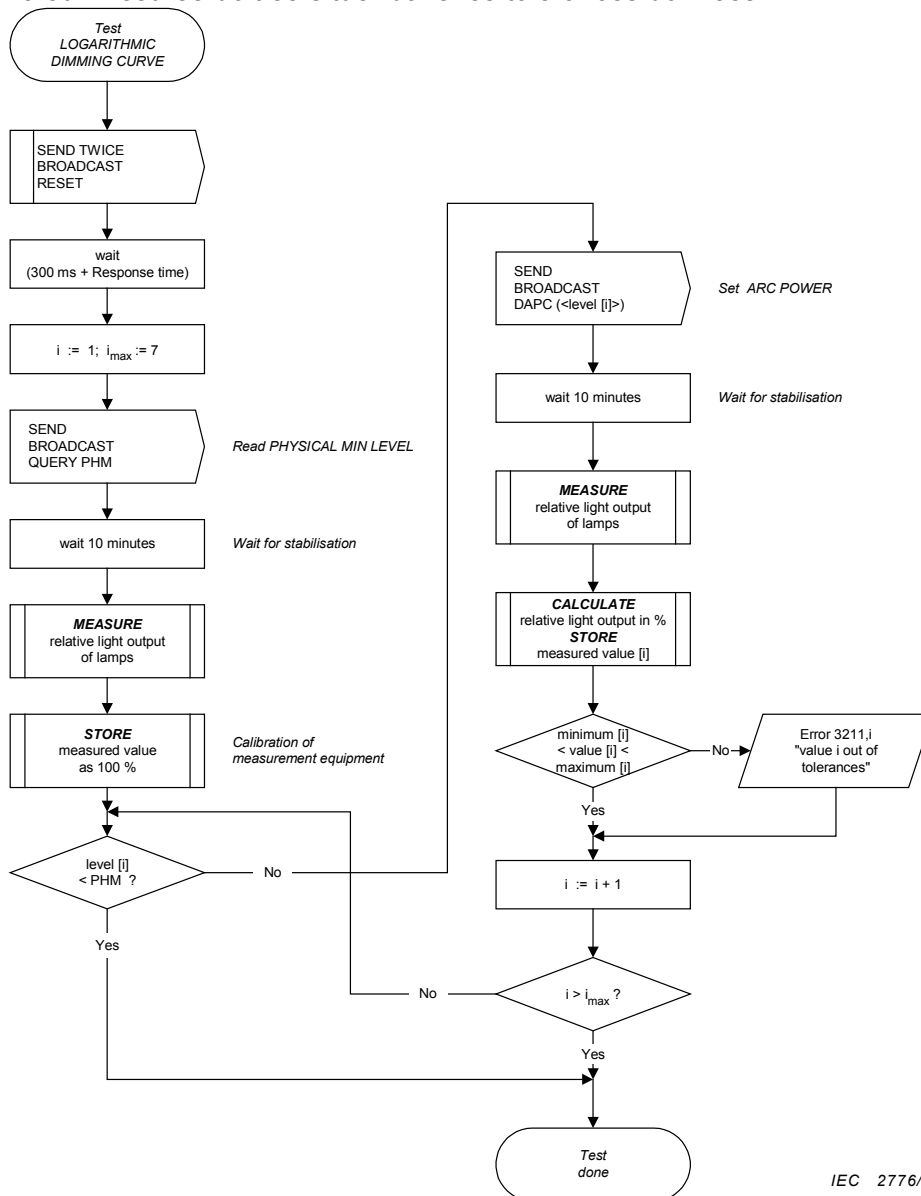 Test
LOGARITHMIC
DIMMING CURVE
SEND TWICE
BROADCAST
RESET
wait
(300 ms + Response time)
i := 1; imax := 7
SEND
BROADCAST
QUERY PHM
Read PHYSICAL MIN LEVEL
wait 10 minutes
Wait for stabilisation
MEASURE
relative light output
of lamps
STORE
measured value
as 100 %
Calibration of
measurement equipment
level [i]
< PHM ?
No
Yes
SEND
BROADCAST
DAPC (<level [i]>)
Set ARC POWER
wait 10 minutes
Wait for stabilisation
MEASURE
relative light output
of lamps
CALCULATE
relative light output in %
STORE
measured value [i]
minimum [i]
< value [i] <
maximum [i]
No
Error 3211,i
"value i out of
tolerances"
Yes
i := i + 1
i > imax ?
No
Yes
Test
done
IEC 2776/